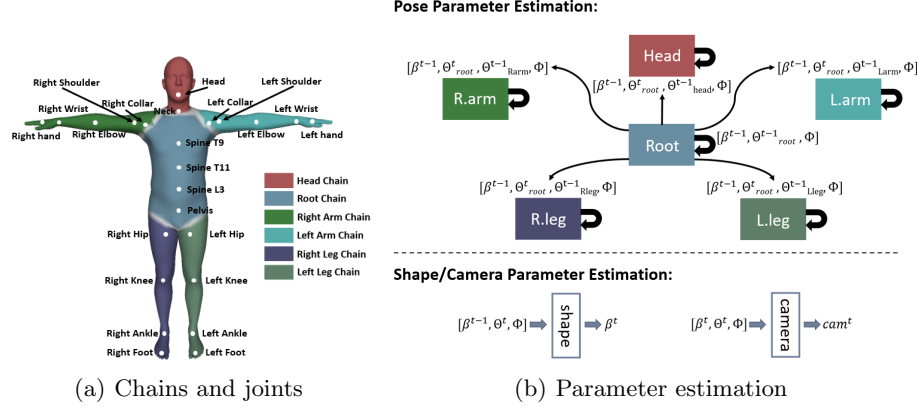 Pose Parameter Estimation:
Head
Right Shoulder
Left Shoulder
Right Collar
Left Collar
Right Wrist
Left Wrist
Neck
Right hand
Right Elbow
Left Elbow
Left hand
Spine T9
Spine T11
Spine L3
Pelvis
Right Hip
Left Hip
Right Knee
Left Knee
Right Ankle
Left Ankle
Right Foot
Left Foot
Head Chain
Root Chain
Right Arm Chain
Left Arm Chain
Right Leg Chain
Left Leg Chain
(a) Chains and joints
Head
[β^{t−1}, Θ^t_{root}, Θ^{t−1}_{head}, Φ]
[β^{t−1}, Θ^t_{root}, Θ^{t−1}_{Rarm}, Φ]
R.arm
[β^{t−1}, Θ^t_{root}, Θ^{t−1}_{Larm}, Φ]
L.arm
Root
[β^{t−1}, Θ^{t−1}_{root}, Φ]
[β^{t−1}, Θ^t_{root}, Θ^{t−1}_{Rleg}, Φ]
R.leg
[β^{t−1}, Θ^t_{root}, Θ^{t−1}_{Lleg}, Φ]
L.leg
Shape/Camera Parameter Estimation:
[β^{t−1}, Θ^t, Φ]
shape
β^t
[β^t, Θ^t, Φ]
camera
cam^t
(b) Parameter estimation